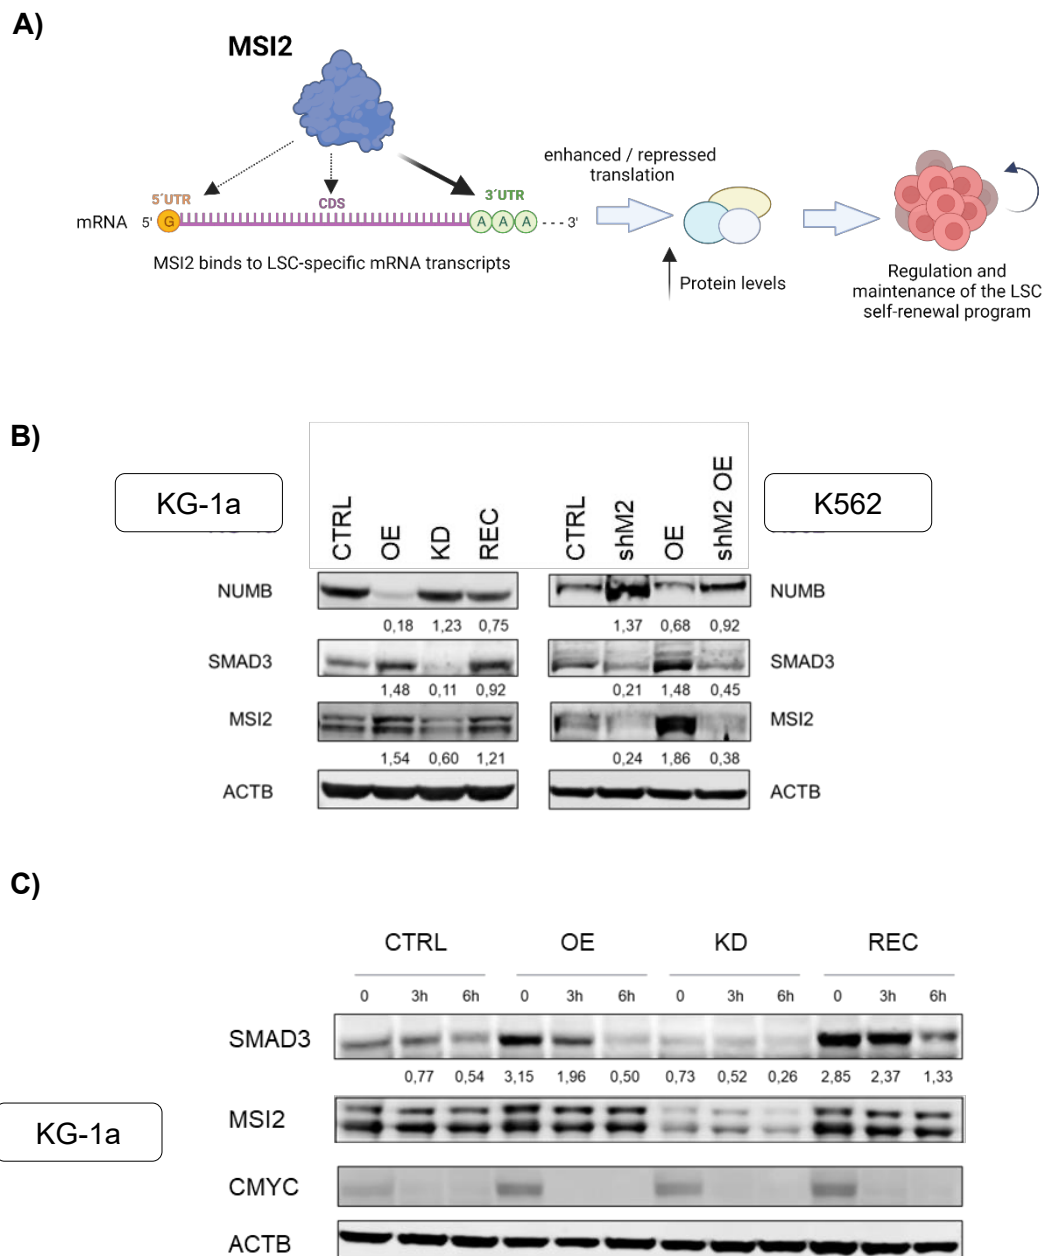 A)
MSI2
5´UTR
CDS
3´UTR
mRNA 5' G A A A 3'
MSI2 binds to LSC-specific mRNA transcripts
enhanced / repressed
translation
Protein levels
Regulation and
maintenance of the LSC
self-renewal program
B)
KG-1a
CTRL OE KD REC
CTRL shM2 OE shM2 OE
K562
NUMB NUMB
0,18 1,23 0,75 1,37 0,68 0,92
SMAD3 SMAD3
1,48 0,11 0,92 0,21 1,48 0,45
MSI2 MSI2
1,54 0,60 1,21 0,24 1,86 0,38
ACTB ACTB
C)
CTRL OE KD REC
0 3h 6h 0 3h 6h 0 3h 6h 0 3h 6h
SMAD3
0,77 0,54 3,15 1,96 0,50 0,73 0,52 0,26 2,85 2,37 1,33
MSI2
KG-1a
CMYC
ACTB